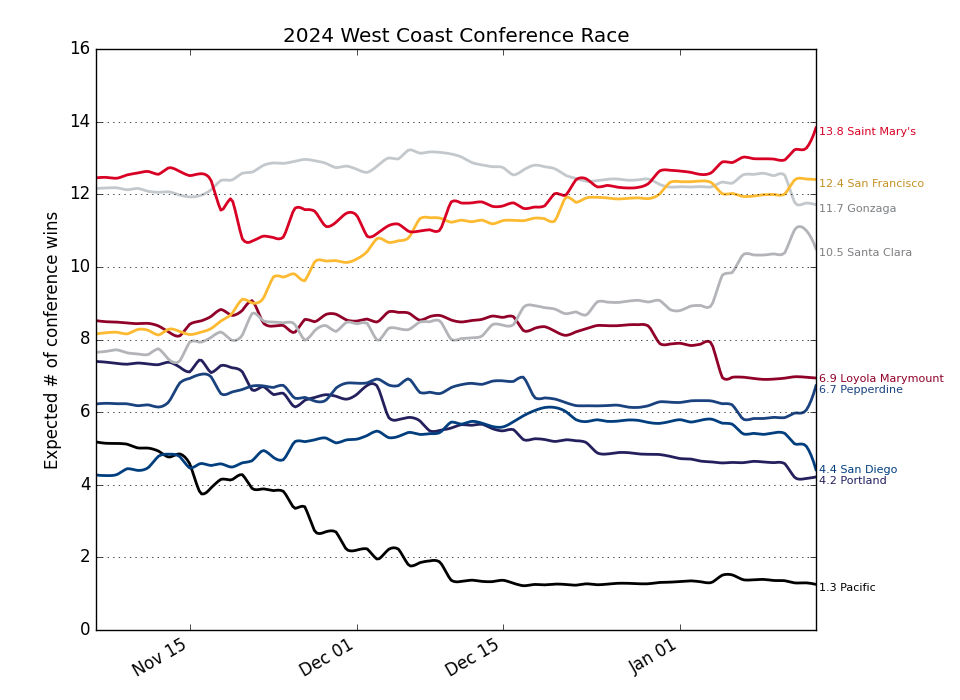 2024 West Coast Conference Race
Expected # of conference wins
16
14
12
10
8
6
4
2
0
Nov 15
Dec 01
Dec 15
Jan 01
13.8 Saint Mary's
12.4 San Francisco
11.7 Gonzaga
10.5 Santa Clara
6.9 Loyola Marymount
6.7 Pepperdine
4.4 San Diego
4.2 Portland
1.3 Pacific